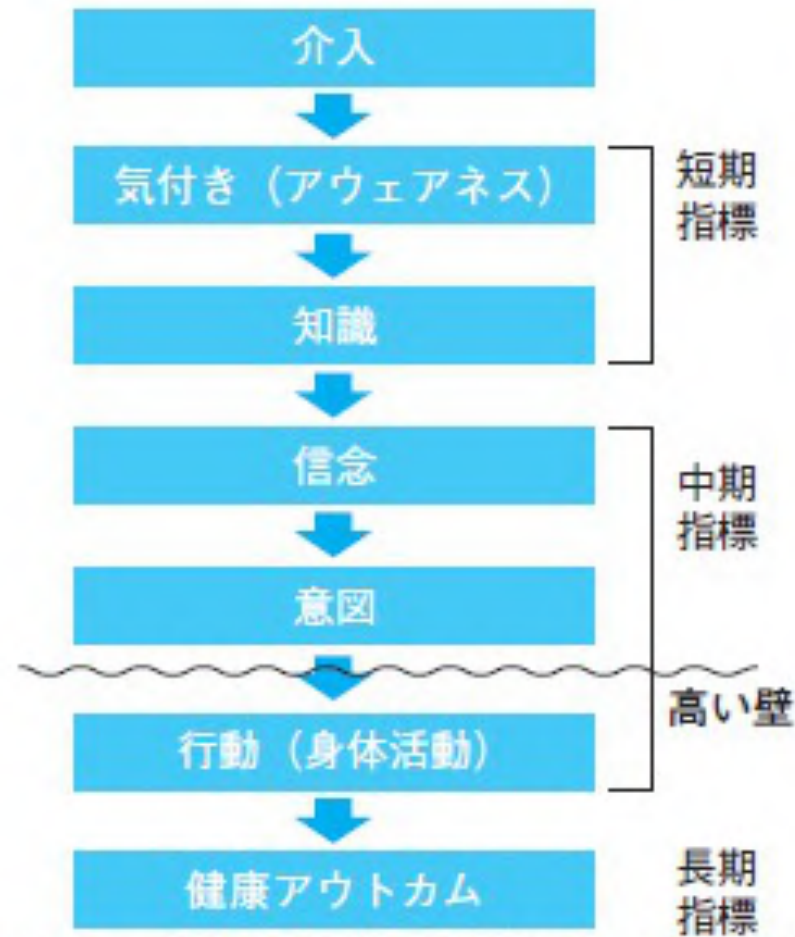 介入
気付き（アウェアネス）
短期
指標
知識
信念
中期
指標
意図
高い壁
行動（身体活動）
健康アウトカム
長期
指標